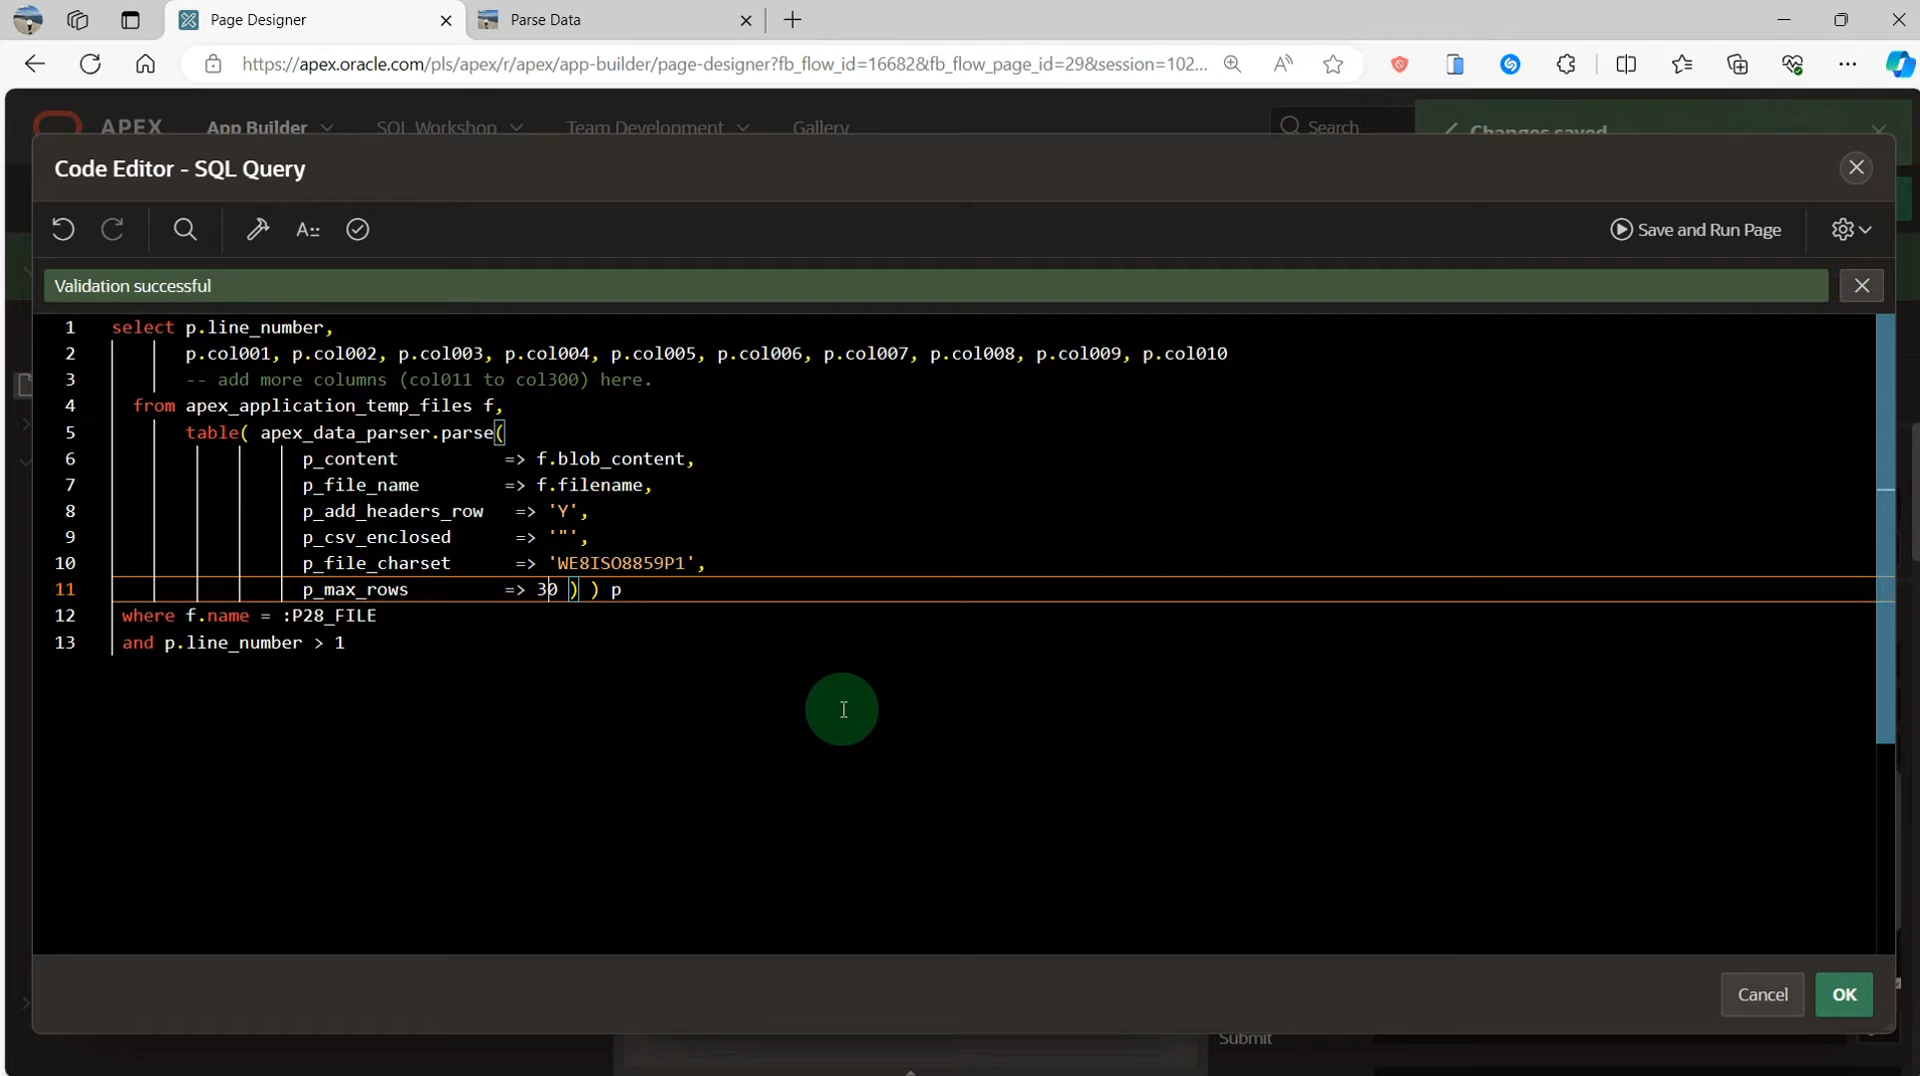 Page Designer
Parse Data
https://apex.oracle.com/pls/apex/r/apex/app-builder/page-designer?fb_flow_id=16682&fb_flow_page_id=29&session=102...
APEX App Builder SQL Workshop Team Development Gallery Search Changes saved
Code Editor - SQL Query
Save and Run Page
Validation successful
1 select p.line_number,
2 p.col001, p.col002, p.col003, p.col004, p.col005, p.col006, p.col007, p.col008, p.col009, p.col010
3 -- add more columns (col011 to col300) here.
4 from apex_application_temp_files f,
5 table( apex_data_parser.parse(
6 p_content => f.blob_content,
7 p_file_name => f.filename,
8 p_add_headers_row => 'Y',
9 p_csv_enclosed => '"',
10 p_file_charset => 'WE8ISO8859P1',
11 p_max_rows => 30 ) ) p
12 where f.name = :P28_FILE
13 and p.line_number > 1
Cancel OK
Submit